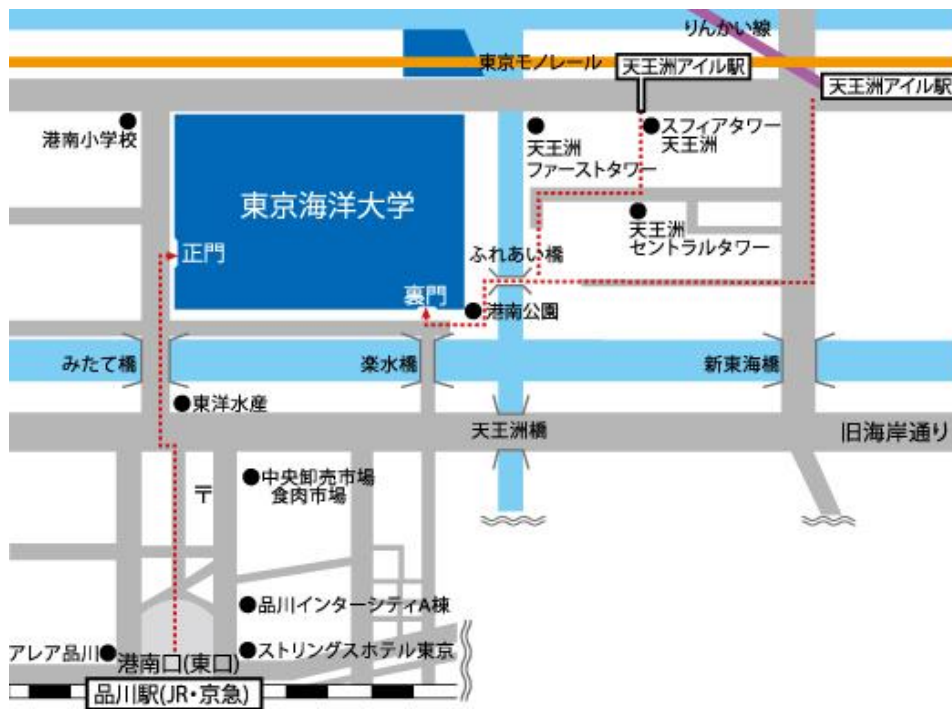 りんかい線
東京モノレール
天王洲アイル駅
天王洲アイル駅
港南小学校
天王洲
ファーストタワー
スフィアタワー
天王洲
東京海洋大学
天王洲
セントラルタワー
正門
ふれあい橋
裏門
港南公園
みたて橋
楽水橋
新東海橋
東洋水産
天王洲橋
旧海岸通り
中央卸売市場
食肉市場
〒
品川インターシティA棟
アレア品川
港南口(東口)
ストリングスホテル東京
品川駅(JR・京急)